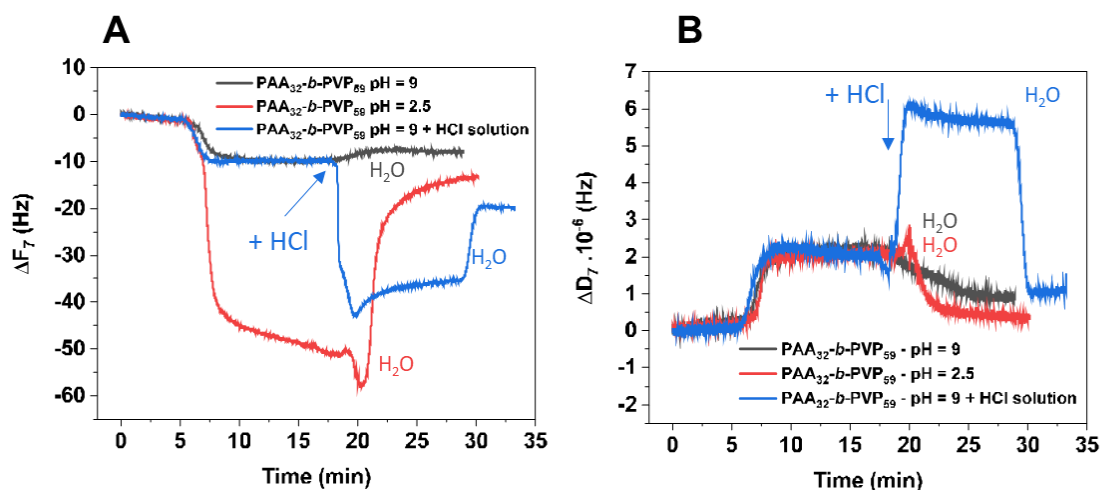 A
PAA32-b-PVP69 pH = 9
PAA32-b-PVP59 pH = 2.5
PAA32-b-PVP59 pH = 9 + HCl solution
10
0
-10
-20
-30
-40
-50
-60
ΔF7 (Hz)
H2O
+ HCl
H2O
H2O
0 5 10 15 20 25 30 35
Time (min)
B
7
6
5
4
3
2
1
0
-1
-2
ΔD7 .10-6 (Hz)
+ HCl
H2O
H2O
H2O
PAA32-b-PVP59 - pH = 9
PAA32-b-PVP59 - pH = 2.5
PAA32-b-PVP59 - pH = 9 + HCl solution
0 5 10 15 20 25 30 35
Time (min)